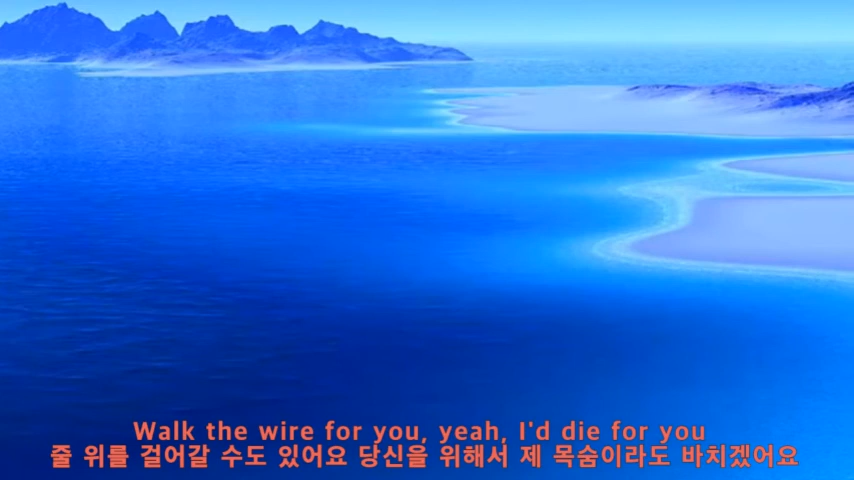 Walk the wire for you, yeah, I'd die for you
줄 위를 걸어갈 수도 있어요 당신을 위해서 제 목숨이라도 바치겠어요